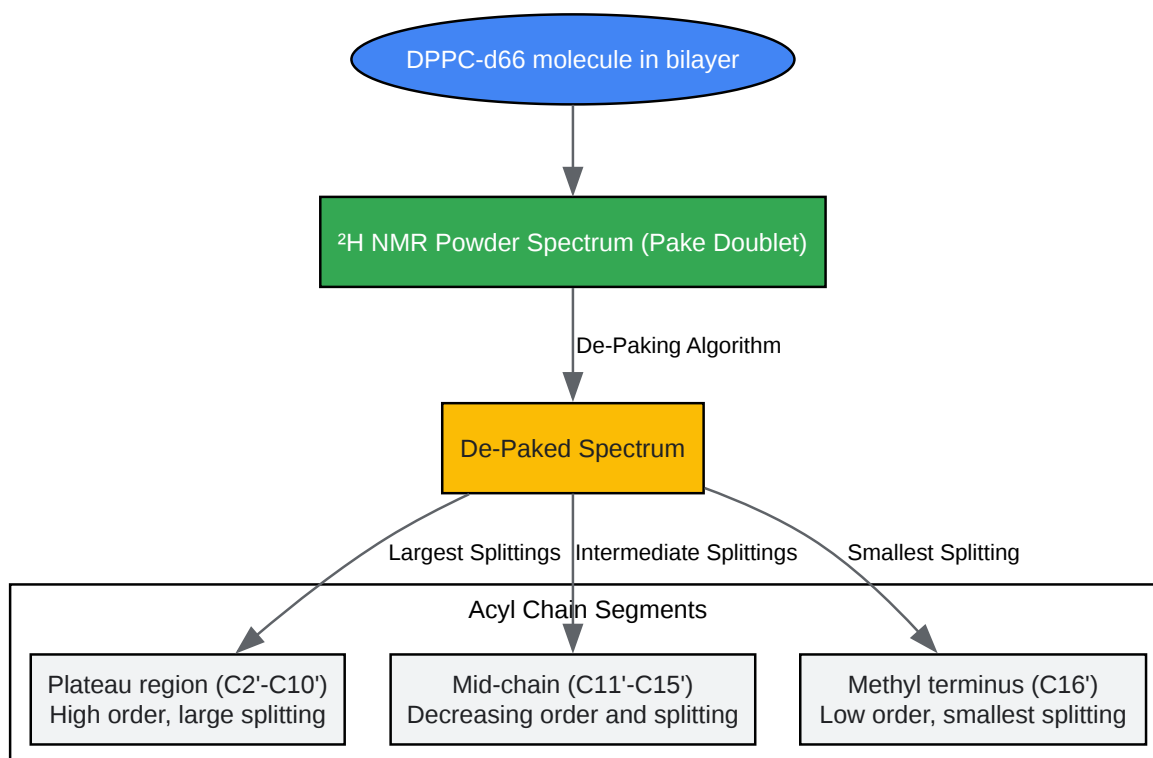 DPPC-d66 molecule in bilayer
²H NMR Powder Spectrum (Pake Doublet)
De-Paking Algorithm
De-Paked Spectrum
Largest Splittings
Intermediate Splittings
Smallest Splitting
Acyl Chain Segments
Plateau region (C2'-C10')
High order, large splitting
Mid-chain (C11'-C15')
Decreasing order and splitting
Methyl terminus (C16')
Low order, smallest splitting